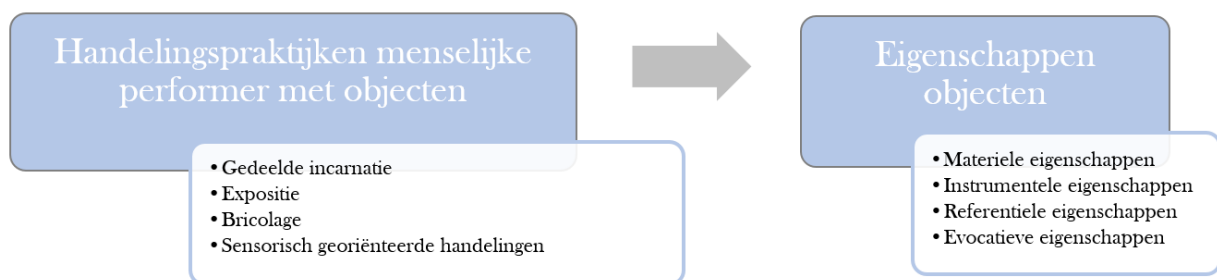 Handelingspraktijken menselijke
performer met objecten
• Gedeelde incarnatie
• Expositie
• Bricolage
• Sensorisch georiënteerde handelingen
Eigenschappen
objecten
• Materiele eigenschappen
• Instrumentele eigenschappen
• Referentiele eigenschappen
• Evocatieve eigenschappen